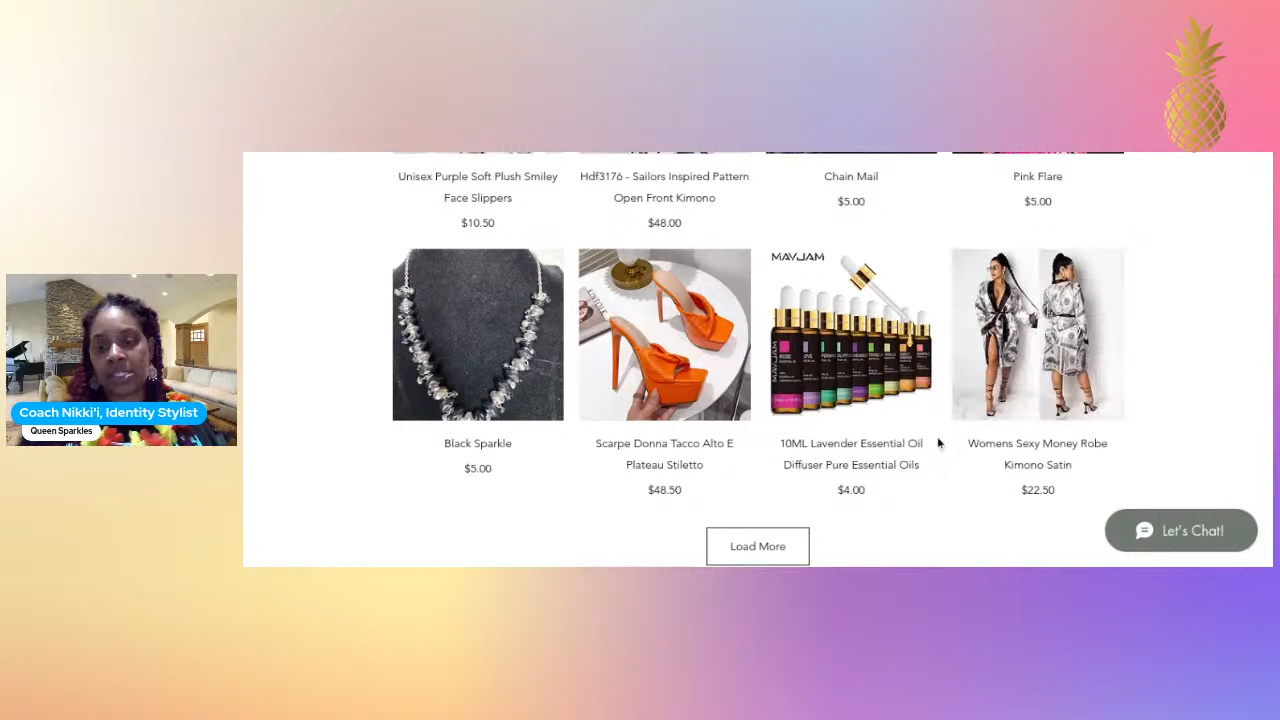 Unisex Purple Soft Plush Smiley
Face Slippers
$10.50
Hdf3176 - Sailors Inspired Pattern
Open Front Kimono
$48.00
Chain Mail
$5.00
Pink Flare
$5.00
MAYJAM
ROSE
Black Sparkle
$5.00
Scarpe Donna Tacco Alto E
Plateau Stiletto
$48.50
10ML Lavender Essential Oil
Diffuser Pure Essential Oils
$4.00
Womens Sexy Money Robe
Kimono Satin
$22.50
Load More
Let's Chat!
Coach Nikki'i, Identity Stylist
Queen Sparkles